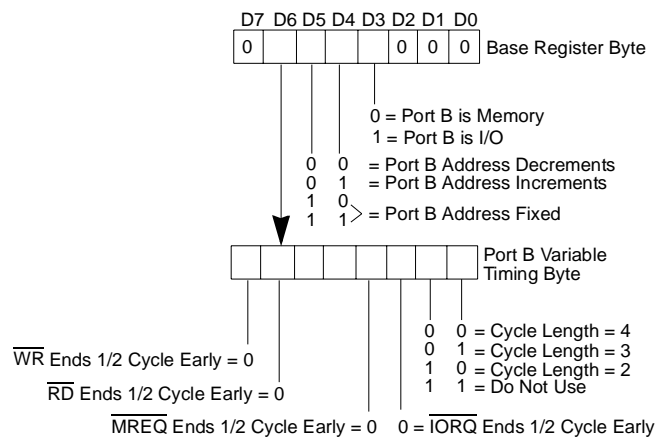 D7 D6 D5 D4 D3 D2 D1 D0
0 0 0 0 Base Register Byte
0 = Port B is Memory
1 = Port B is I/O
0 0 = Port B Address Decrements
0 1 = Port B Address Increments
1 0
1 1 > = Port B Address Fixed
Port B Variable
Timing Byte
0 0 = Cycle Length = 4
0 1 = Cycle Length = 3
1 0 = Cycle Length = 2
1 1 = Do Not Use
WR Ends 1/2 Cycle Early = 0
RD Ends 1/2 Cycle Early = 0
MREQ Ends 1/2 Cycle Early = 0 0 = IORQ Ends 1/2 Cycle Early